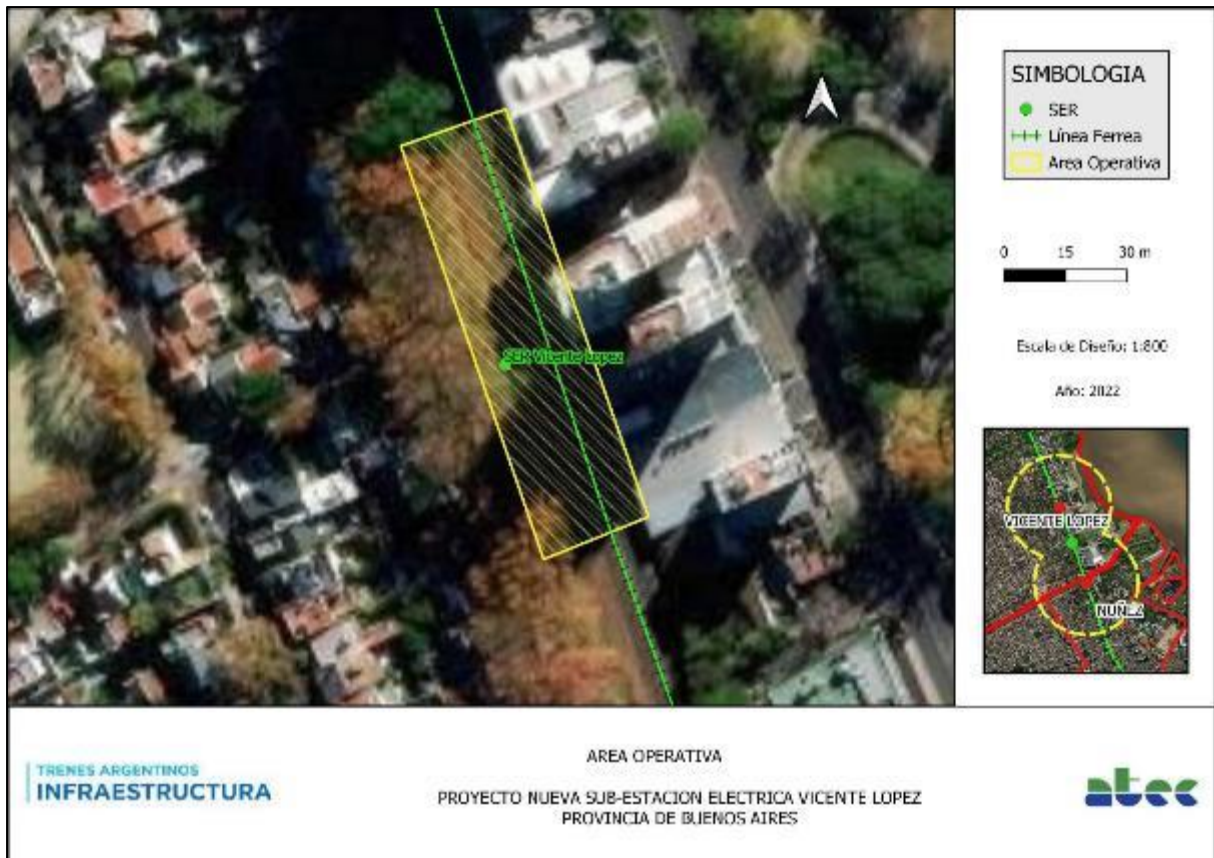 SER Vicente Lopez
SIMBOLOGIA
SER
Línea Ferrea
Area Operativa
0 15 30 m
Escala de Diseño: 1:800
Año: 2022
VICENTE LOPEZ
NUÑEZ
TRENES ARGENTINOS
INFRAESTRUCTURA
AREA OPERATIVA
PROYECTO NUEVA SUB-ESTACION ELECTRICA VICENTE LOPEZ
PROVINCIA DE BUENOS AIRES
atec